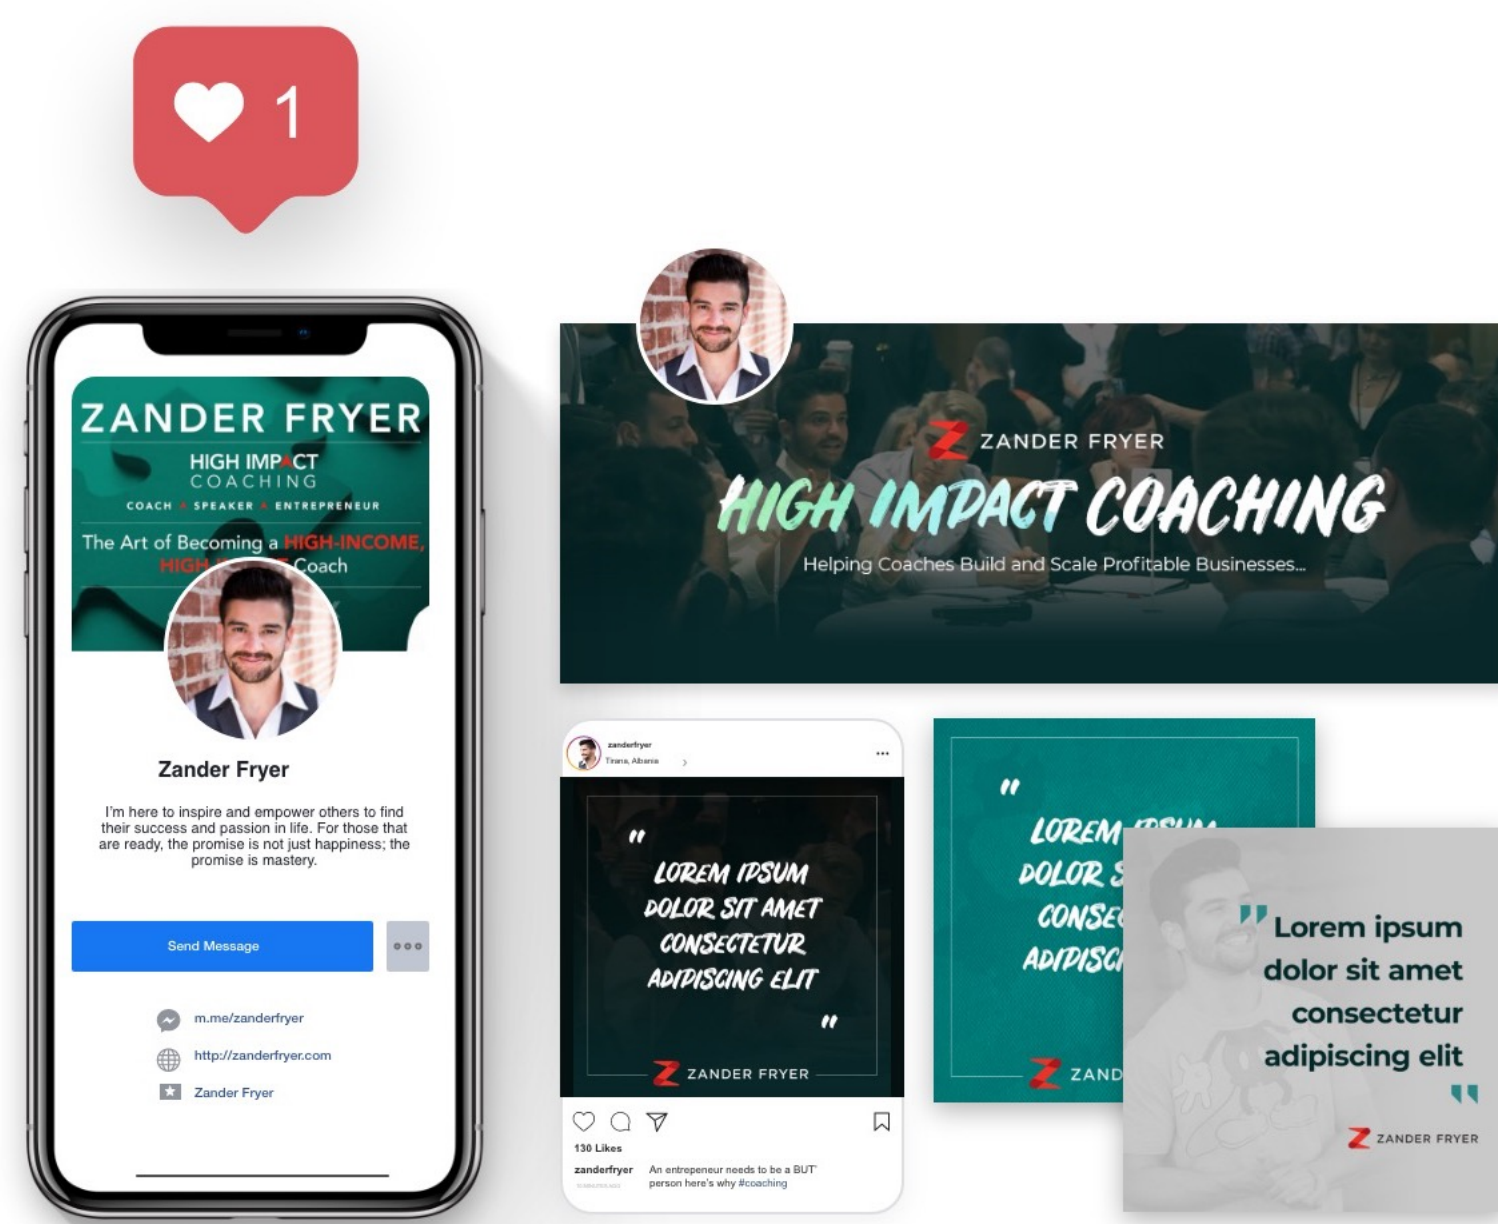 1
ZANDER FRYER
HIGH IMPACT
COACHING
COACH SPEAKER ENTREPRENEUR
The Art of Becoming a HIGH-INCOME,
HIGH Coach
Zander Fryer
I'm here to inspire and empower others to find
their success and passion in life. For those that
are ready, the promise is not just happiness; the
promise is mastery.
Send Message
m.me/zanderfryer
http://zanderfryer.com
Zander Fryer
ZANDER FRYER
HIGH IMPACT COACHING
Helping Coaches Build and Scale Profitable Businesses...
zanderfryer
Tirana, Albania
"
LOREM IPSUM
DOLOR SIT AMET
CONSECTETUR
ADIPISCING ELIT
"
ZANDER FRYER
130 Likes
zanderfryer An entrepeneur needs to be a BUT'
person here's why #coaching
"
LOREM IPSUM
DOLOR S
CONSEC
ADIPISCI
ZAND
"Lorem ipsum
dolor sit amet
consectetur
adipiscing elit
"
ZANDER FRYER